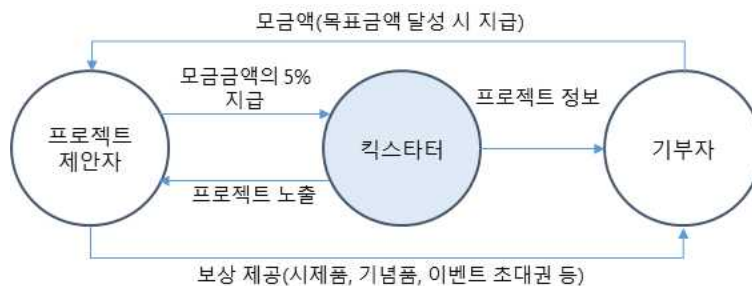 모금액(목표금액 달성 시 지급)
모금금액의 5%
지급
프로젝트 정보
프로젝트
제안자
킥스타터
기부자
프로젝트 노출
보상 제공(시제품, 기념품, 이벤트 초대권 등)